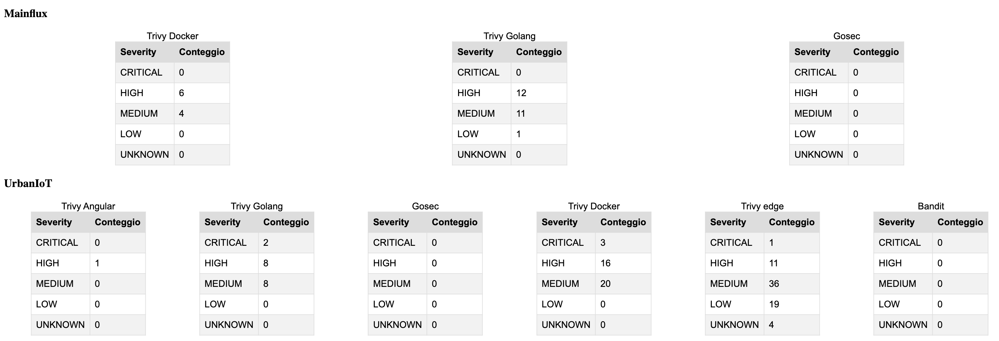 Mainflux
Trivy Docker Trivy Golang Gosec
Severity Conteggio Severity Conteggio Severity Conteggio
CRITICAL 0 CRITICAL 0 CRITICAL 0
HIGH 6 HIGH 12 HIGH 0
MEDIUM 4 MEDIUM 11 MEDIUM 0
LOW 0 LOW 1 LOW 0
UNKNOWN 0 UNKNOWN 0 UNKNOWN 0
UrbanIoT
Trivy Angular Trivy Golang Gosec Trivy Docker Trivy edge Bandit
Severity Conteggio Severity Conteggio Severity Conteggio Severity Conteggio Severity Conteggio Severity Conteggio
CRITICAL 0 CRITICAL 2 CRITICAL 0 CRITICAL 3 CRITICAL 1 CRITICAL 0
HIGH 1 HIGH 8 HIGH 0 HIGH 16 HIGH 11 HIGH 0
MEDIUM 0 MEDIUM 8 MEDIUM 0 MEDIUM 20 MEDIUM 36 MEDIUM 0
LOW 0 LOW 0 LOW 0 LOW 0 LOW 19 LOW 0
UNKNOWN 0 UNKNOWN 0 UNKNOWN 0 UNKNOWN 0 UNKNOWN 4 UNKNOWN 0